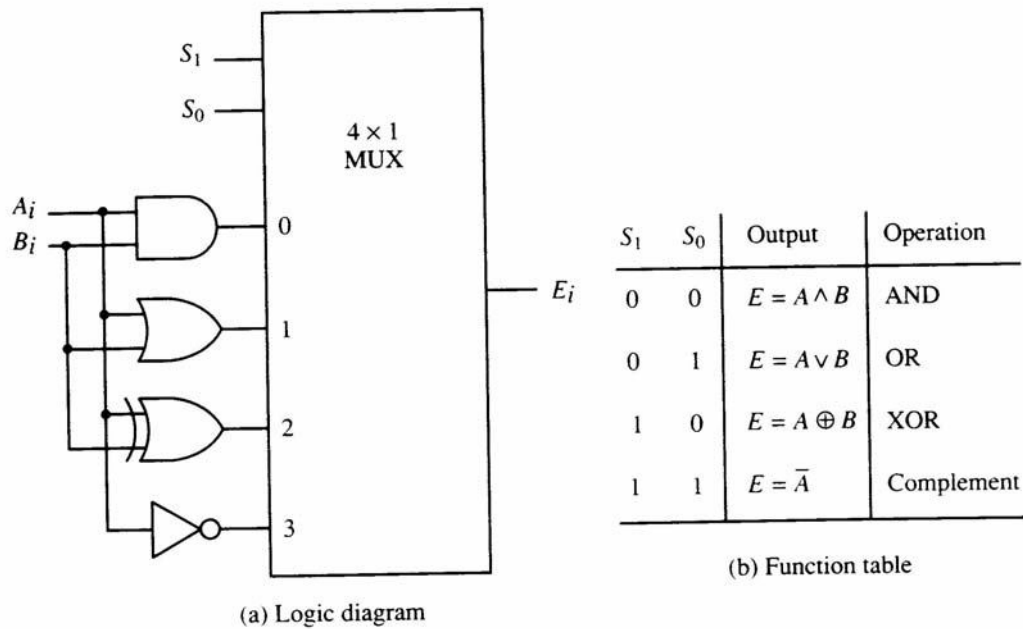 S₁
S₀
4 × 1
MUX
Aᵢ
Bᵢ
0
1
2
3
Eᵢ
(a) Logic diagram
S₁ S₀ Output Operation
0 0 E = A ∧ B AND
0 1 E = A ∨ B OR
1 0 E = A ⊕ B XOR
1 1 E = A̅ Complement
(b) Function table